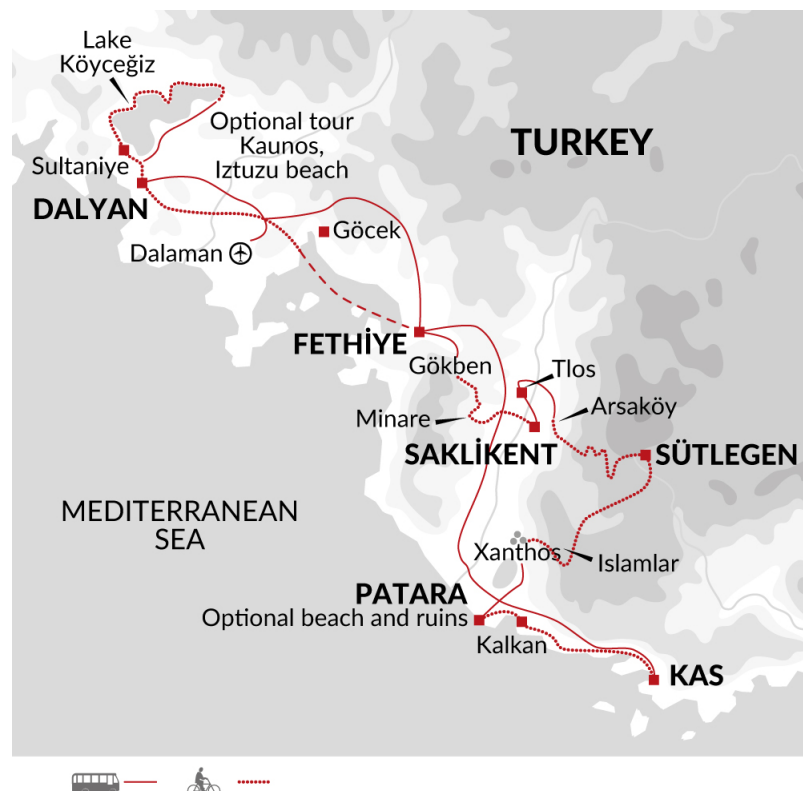 Lake
Köyceğiz
Optional tour
Kaunos,
Iztuzu beach
TURKEY
Sultaniye
DALYAN
Göcek
Dalaman
FETHİYE
Gökben
Tlos
Minare
Arsaköy
SAKLİKENT
SÜTLEGEN
MEDITERRANEAN
SEA
Xanthos
Islamlar
PATARA
Optional beach and ruins
Kalkan
KAS